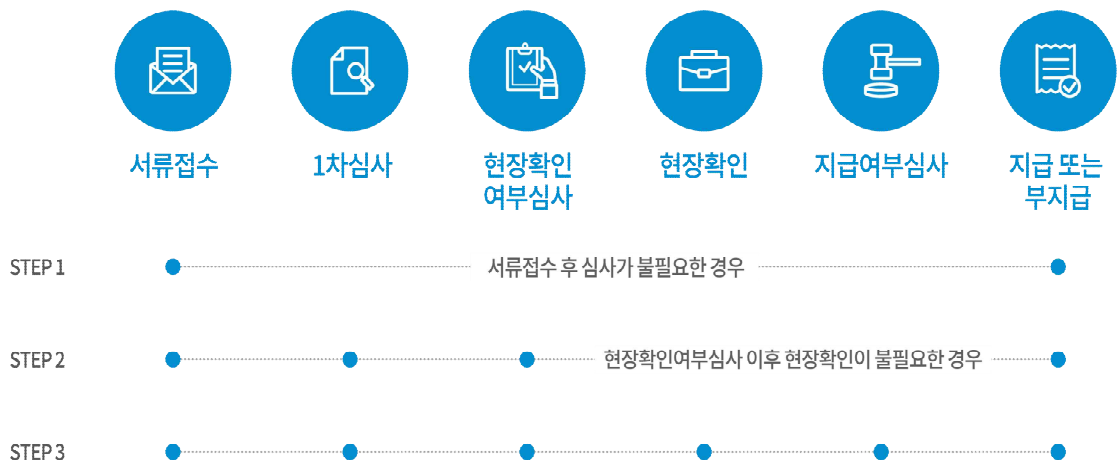 서류접수
1차심사
현장확인
여부심사
현장확인
지급여부심사
지급 또는
부지급
STEP 1
서류접수 후 심사가 불필요한 경우
STEP 2
현장확인여부심사 이후 현장확인이 불필요한 경우
STEP 3